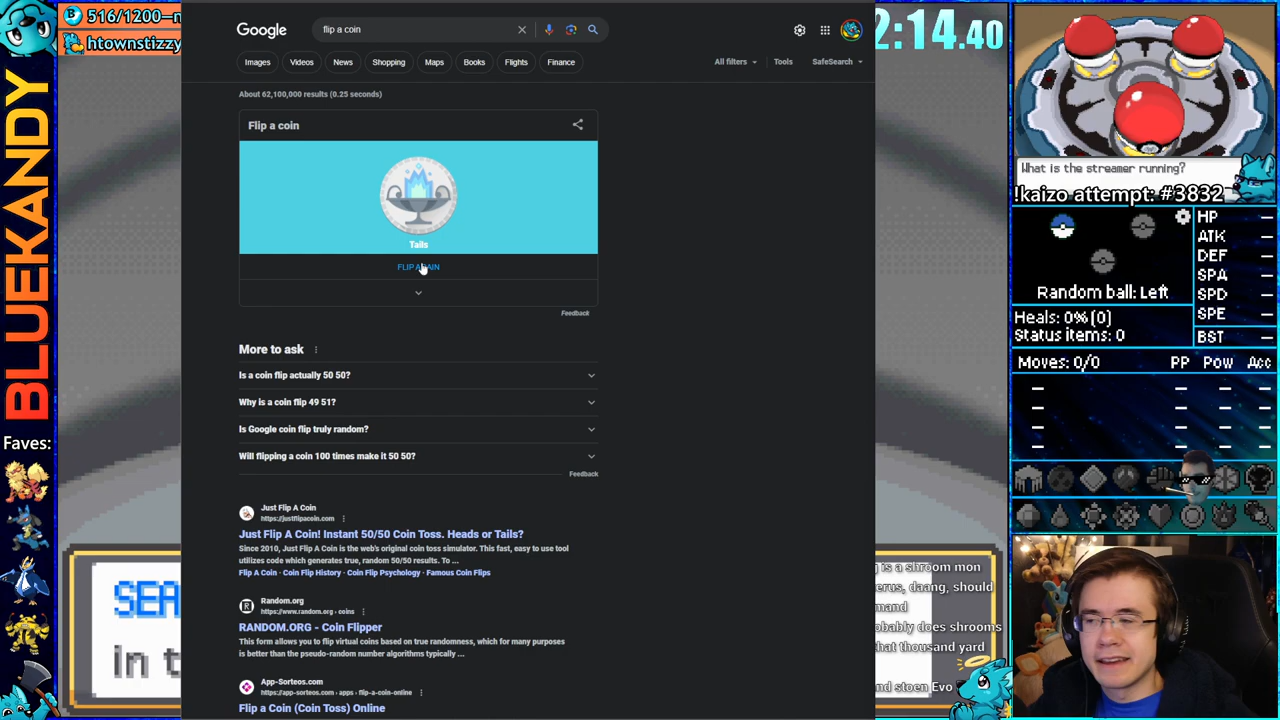 516/1200
htownstizzy
BLUEKANDY
Faves:
Google
flip a coin
Images
Videos
News
Shopping
Maps
Books
Flights
Finance
All filters
Tools
SafeSearch
About 62,100,000 results (0.25 seconds)
Flip a coin
Tails
Feedback
More to ask
Is a coin flip actually 50 50?
Why is a coin flip 49 51?
Is Google coin flip truly random?
Will flipping a coin 100 times make it 50 50?
Feedback
Just Flip A Coin
https://justflipacoin.com
Just Flip A Coin! Instant 50/50 Coin Toss. Heads or Tails?
Since 2010, Just Flip A Coin is the web's original coin toss simulator. This fast, easy to use tool
utilizes code which generates true, random 50/50 results. To ...
Flip A Coin · Coin Flip History · Coin Flip Psychology · Famous Coin Flips
Random.org
https://www.random.org › coins
RANDOM.ORG - Coin Flipper
This form allows you to flip virtual coins based on true randomness, which for many purposes
is better than the pseudo-random number algorithms typically ...
App-Sorteos.com
https://app-sorteos.com › apps › flip-a-coin-online
Flip a Coin (Coin Toss) Online
2:14.40
What is the streamer running?
!kaizo attempt: #3832
Random ball: Left
Heals: 0% (0)
Status items: 0
HP —
ATK —
DEF —
SPA —
SPD —
SPE —
BST —
Moves: 0/0 PP Pow Acc
— — — —
— — — —
— — — —
— — — —
is a shroom mon
erus, daang, should
mand
obably does shrooms
hat thousand yard
nd stoen Evo
SEA
in t